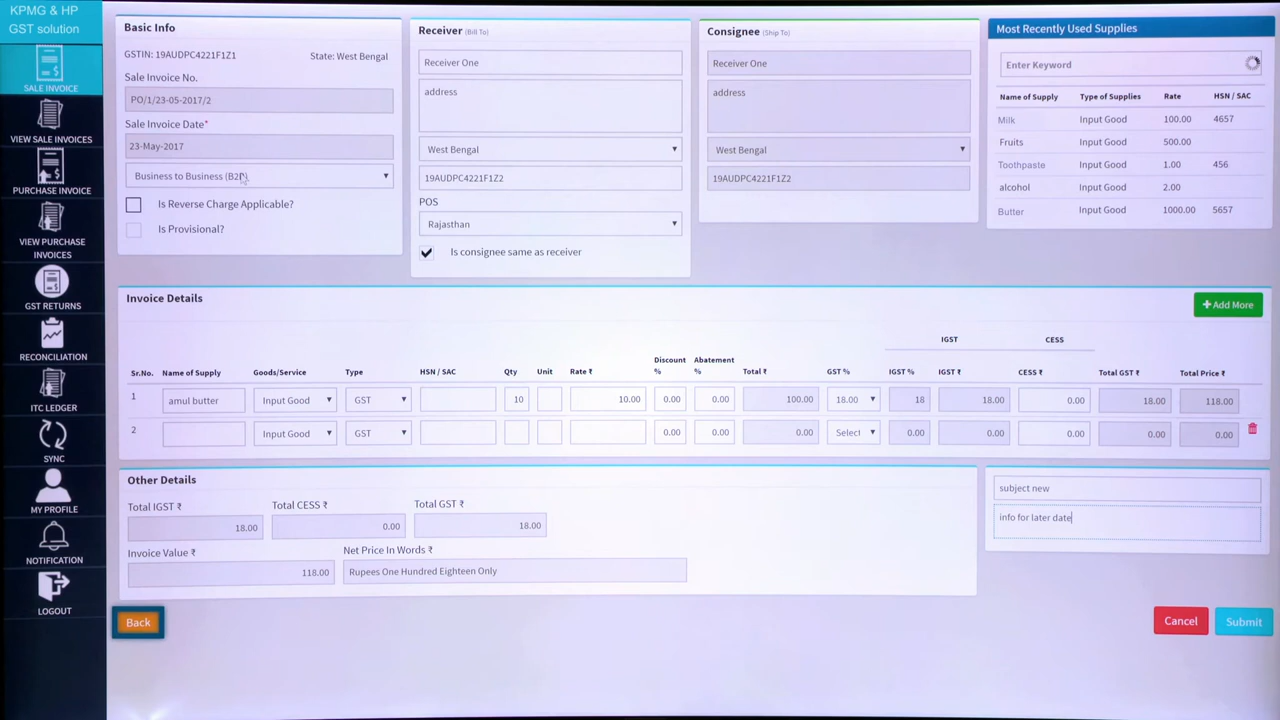 KPMG & HP
GST solution
SALE INVOICE
VIEW SALE INVOICES
PURCHASE INVOICE
VIEW PURCHASE
INVOICES
GST RETURNS
RECONCILIATION
ITC LEDGER
SYNC
MY PROFILE
NOTIFICATION
LOGOUT
Basic Info
GSTIN: 19AUDPC4221F1Z1 State: West Bengal
Sale Invoice No.
PO/1/23-05-2017/2
Sale Invoice Date*
23-May-2017
Business to Business (B2B)
Is Reverse Charge Applicable?
Is Provisional?
Receiver (Bill To)
Receiver One
address
West Bengal
19AUDPC4221F1Z2
POS
Rajasthan
Is consignee same as receiver
Consignee (Ship To)
Receiver One
address
West Bengal
19AUDPC4221F1Z2
Most Recently Used Supplies
Enter Keyword
Name of Supply Type of Supplies Rate HSN / SAC
Milk Input Good 100.00 4657
Fruits Input Good 500.00
Toothpaste Input Good 1.00 456
alcohol Input Good 2.00
Butter Input Good 1000.00 5657
Invoice Details
+ Add More
IGST CESS
Discount Abatement
Sr.No. Name of Supply Goods/Service Type HSN / SAC Qty Unit Rate ₹ % % Total ₹ GST % IGST % IGST ₹ CESS ₹ Total GST ₹ Total Price ₹
1 amul butter Input Good GST 10 10.00 0.00 0.00 100.00 18.00 18 18.00 0.00 18.00 118.00
2 Input Good GST 0.00 0.00 0.00 Select 0.00 0.00 0.00 0.00 0.00
Other Details
Total IGST ₹ Total CESS ₹ Total GST ₹
18.00 0.00 18.00
Invoice Value ₹ Net Price In Words ₹
118.00 Rupees One Hundred Eighteen Only
subject new
info for later date
Back
Cancel Submit